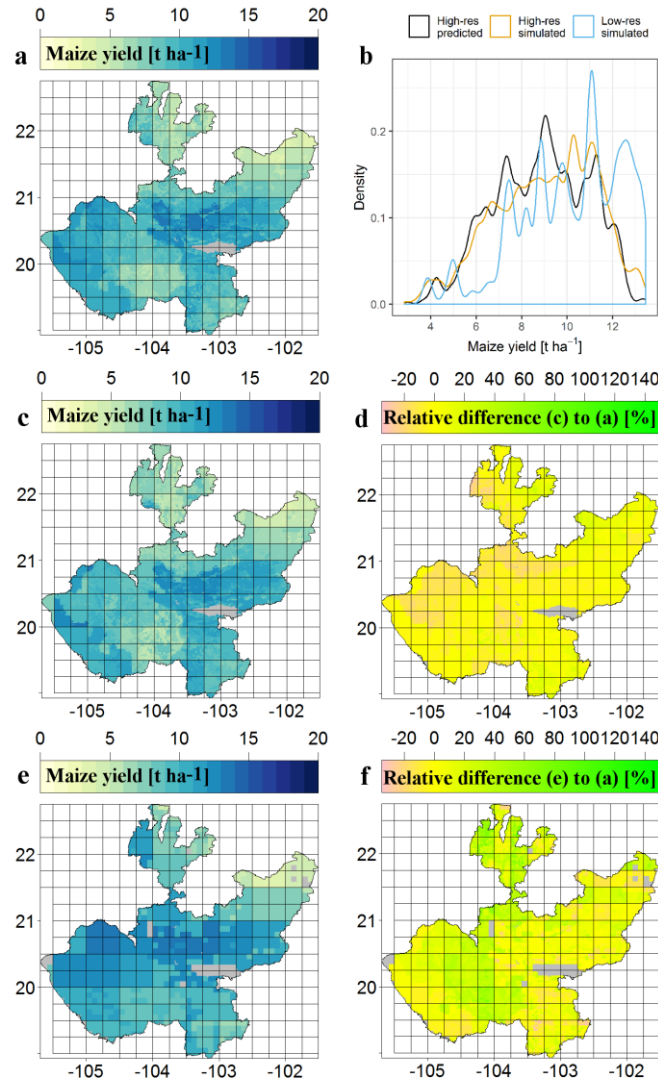 0 5 10 15 20
a Maize yield [t ha-1]
22
21
20
-105 -104 -103 -102
b
High-res predicted High-res simulated Low-res simulated
Density
0.2
0.1
0.0
4 6 8 10 12
Maize yield [t ha⁻¹]
0 5 10 15 20
c Maize yield [t ha-1]
22
21
20
-105 -104 -103 -102
-20 0 20 40 60 80 100 120 140
d Relative difference (c) to (a) [%]
22
21
20
-105 -104 -103 -102
0 5 10 15 20
e Maize yield [t ha-1]
22
21
20
-105 -104 -103 -102
-20 0 20 40 60 80 100 120 140
f Relative difference (e) to (a) [%]
22
21
20
-105 -104 -103 -102